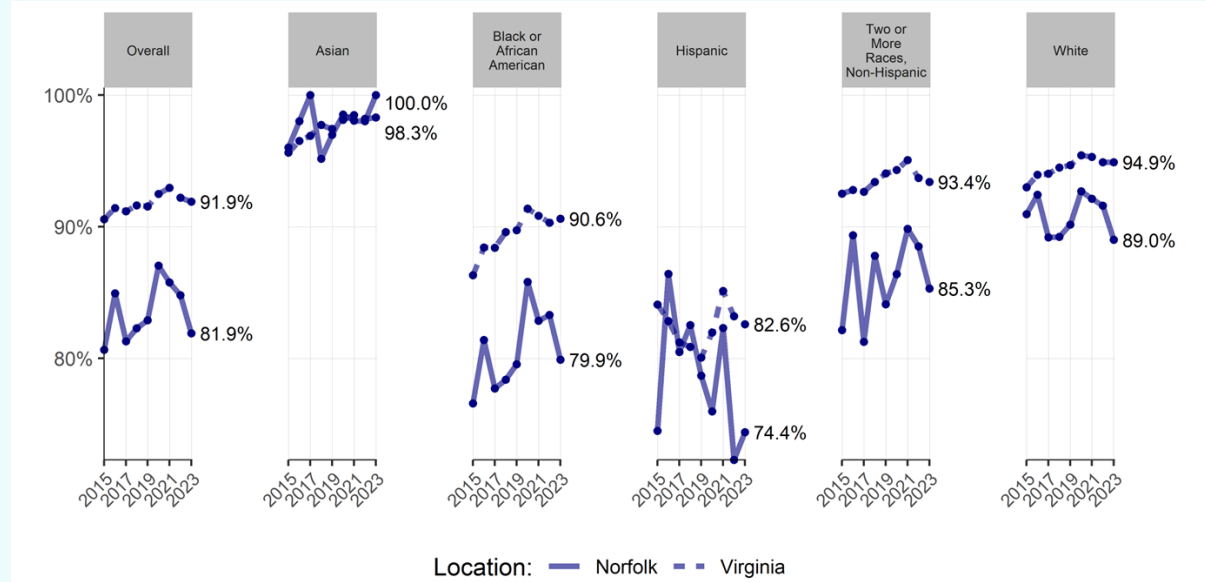 Overall
Asian
Black or
African
American
Hispanic
Two or
More
Races,
Non-Hispanic
White
100%
90%
80%
91.9%
81.9%
100.0%
98.3%
90.6%
79.9%
82.6%
74.4%
93.4%
85.3%
94.9%
89.0%
2015 2017 2019 2021 2023
2015 2017 2019 2021 2023
2015 2017 2019 2021 2023
2015 2017 2019 2021 2023
2015 2017 2019 2021 2023
2015 2017 2019 2021 2023
Location: Norfolk Virginia